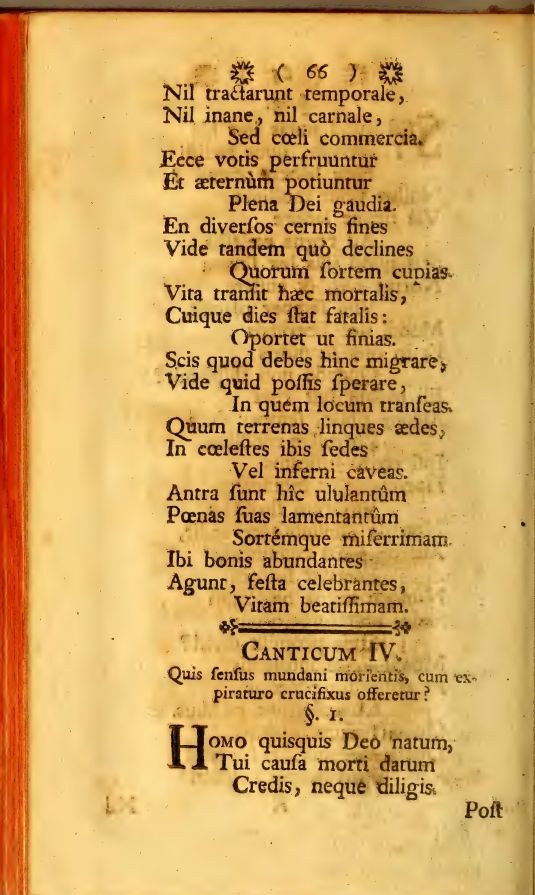 ( 66 )
Nil tractarunt temporale,
Nil inane, nil carnale,
Sed cœli commercia.
Ecce votis perfruuntur
Et æternùm potiuntur
Plena Dei gaudia.
En diverſos cernis fines
Vide tandem quò declines
Quorum ſortem cupias.
Vita tranſit hæc mortalis,
Cuique dies ſtat fatalis:
Oportet ut finias.
Scis quod debes hinc migrare,
Vide quid poſſis ſperare,
In quem locum tranſeas.
Quum terrenas linques ædes,
In cœleſtes ibis ſedes
Vel inferni caveas.
Antra ſunt hîc ululantûm
Pœnas ſuas lamentantûm
Sortémque miſerrimam.
Ibi bonis abundantes
Agunt, feſta celebrantes,
Vitam beatiſſimam.
CANTICUM IV.
Quis ſenſus mundani morientis, cum ex-
piraturo crucifixus offeretur?
§. 1.
HOMO quisquis Deo natum,
Tui cauſa morti datum
Credis, neque diligis.
Poſt